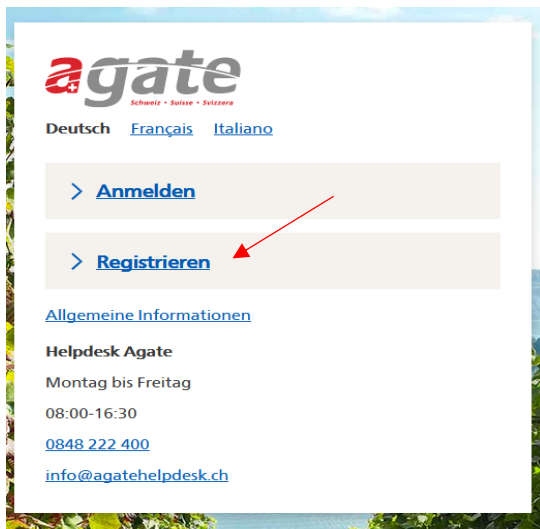 agate
Schweiz • Suisse • Svizzera
Deutsch Français Italiano
Anmelden
Registrieren
Allgemeine Informationen
Helpdesk Agate
Montag bis Freitag
08:00-16:30
0848 222 400
info@agatehelpdesk.ch